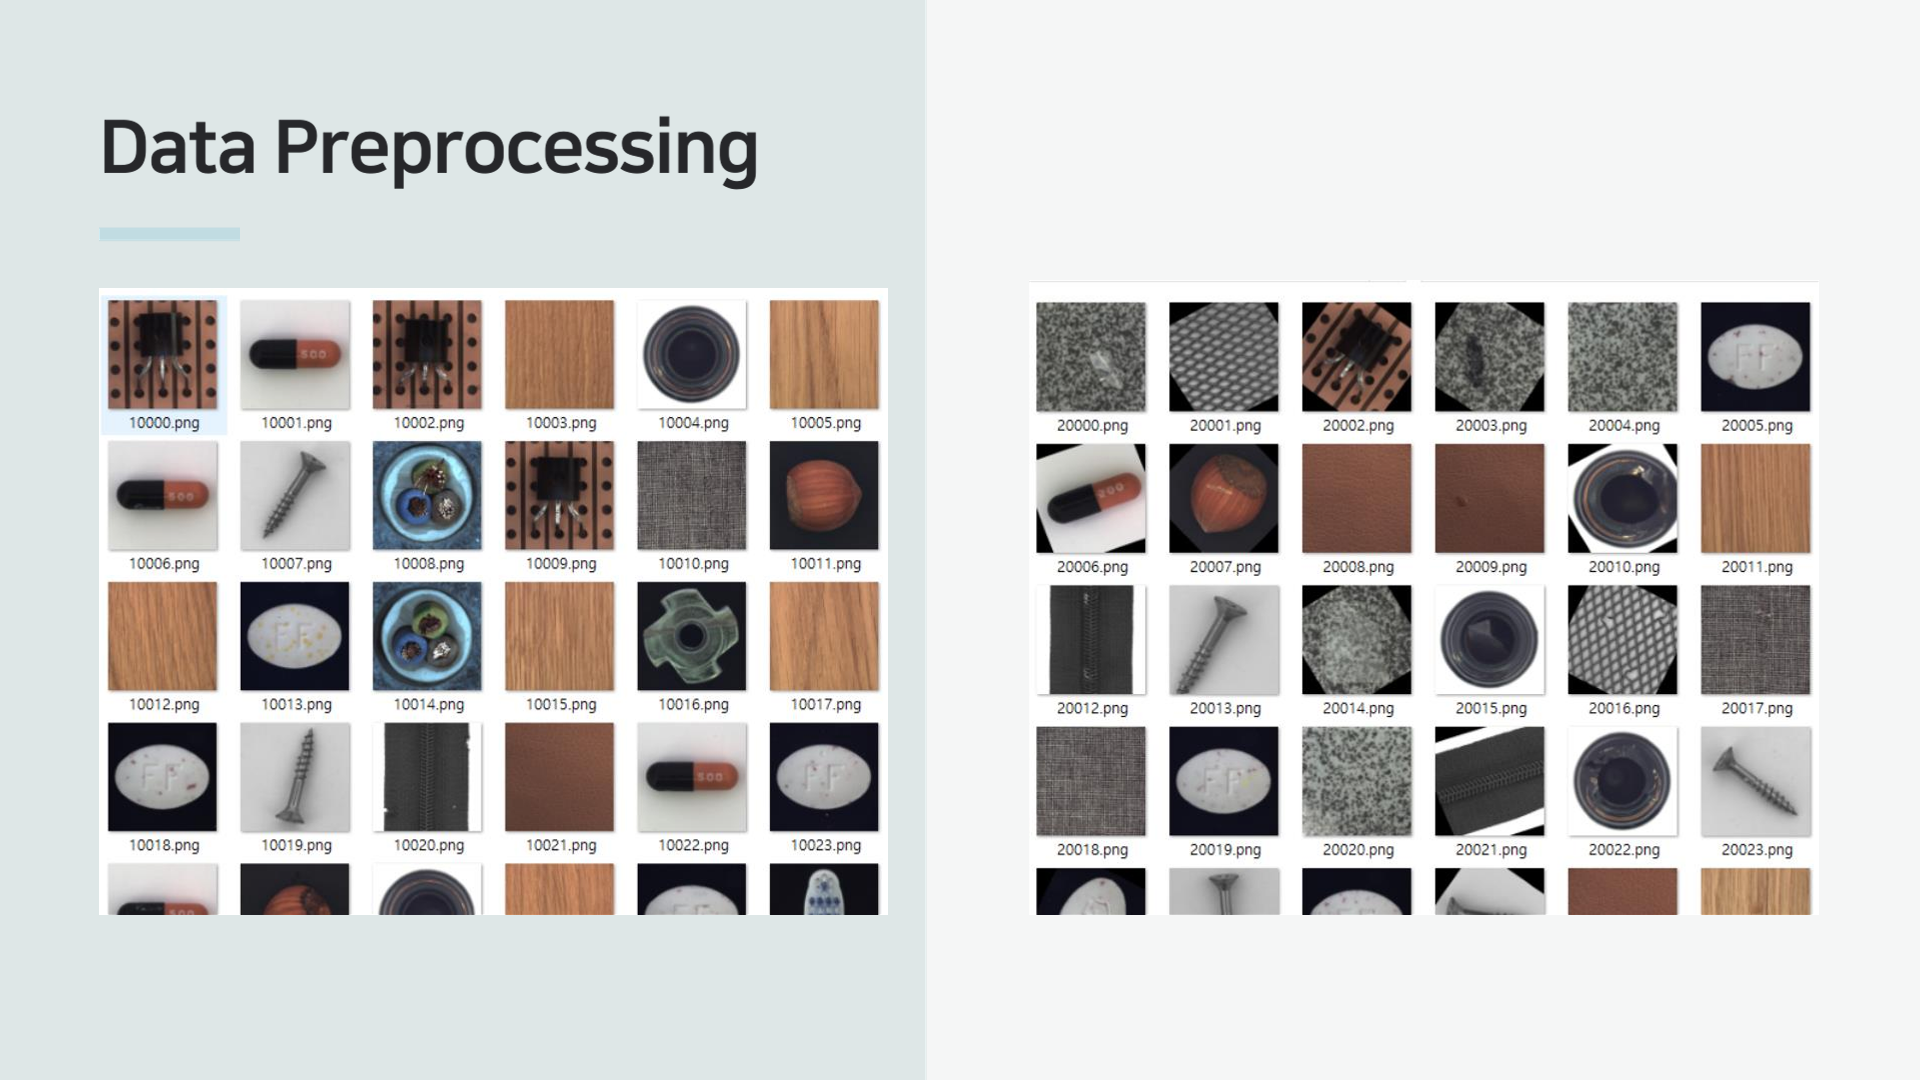 Data Preprocessing
10000.png 10001.png 10002.png 10003.png 10004.png 10005.png
10006.png 10007.png 10008.png 10009.png 10010.png 10011.png
10012.png 10013.png 10014.png 10015.png 10016.png 10017.png
10018.png 10019.png 10020.png 10021.png 10022.png 10023.png
20000.png 20001.png 20002.png 20003.png 20004.png 20005.png
20006.png 20007.png 20008.png 20009.png 20010.png 20011.png
20012.png 20013.png 20014.png 20015.png 20016.png 20017.png
20018.png 20019.png 20020.png 20021.png 20022.png 20023.png